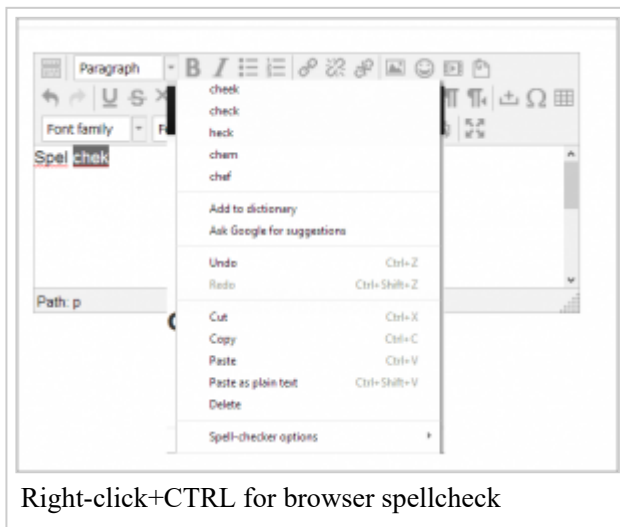 Paragraph
Font family
cheek
check
heck
chem
chef
Spel chek
Add to dictionary
Ask Google for suggestions
Undo Ctrl+Z
Redo Ctrl+Shift+Z
Path: p
Cut Ctrl+X
Copy Ctrl+C
Paste Ctrl+V
Paste as plain text Ctrl+Shift+V
Delete
Spell-checker options
Right-click+CTRL for browser spellcheck